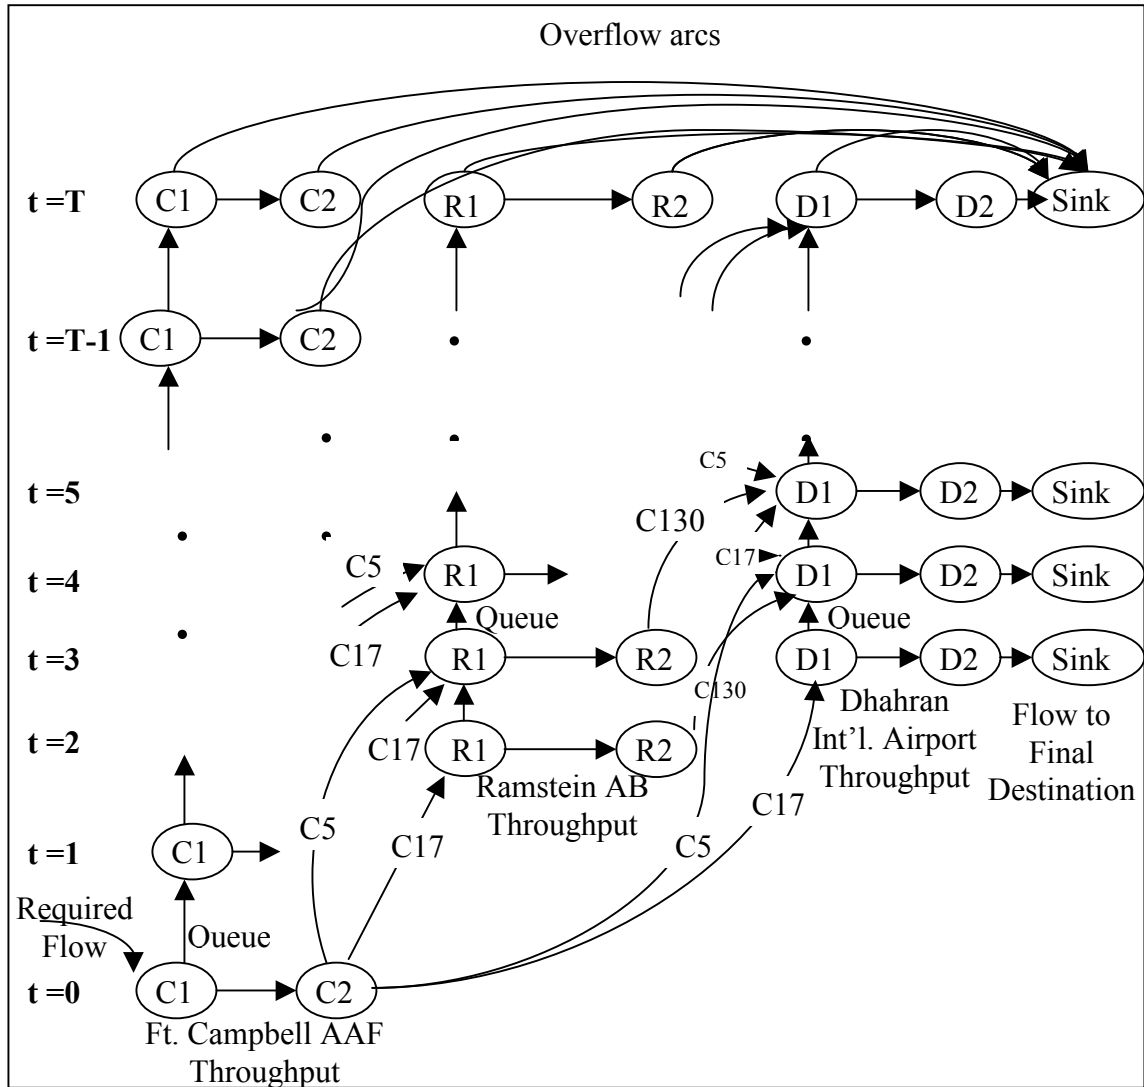 Overflow arcs
t =T C1 C2 R1 R2 D1 D2 Sink
t =T-1 C1 C2
C5
t =5 D1 D2 Sink
C130
t =4 C5 R1 C17 D1 D2 Sink
Queue Oueue
t =3 C17 R1 R2 D1 D2 Sink
C130
t =2 C17 R1 R2
Dhahran
Int’l. Airport
Throughput
Flow to
Final
Destination
Ramstein AB
Throughput
C17
C5 C17 C5
t =1 C1
Required
Flow
Oueue
t =0 C1 C2
Ft. Campbell AAF
Throughput